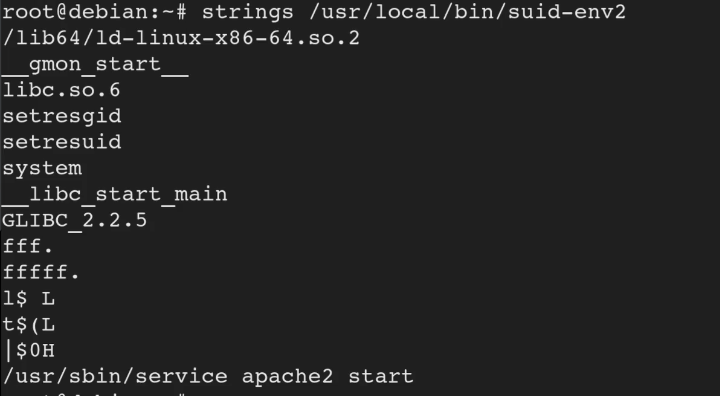 root@debian:~# strings /usr/local/bin/suid-env2
/lib64/ld-linux-x86-64.so.2
__gmon_start__
libc.so.6
setresgid
setresuid
system
__libc_start_main
GLIBC_2.2.5
fff.
fffff.
l$ L
t$(L
|$0H
/usr/sbin/service apache2 start